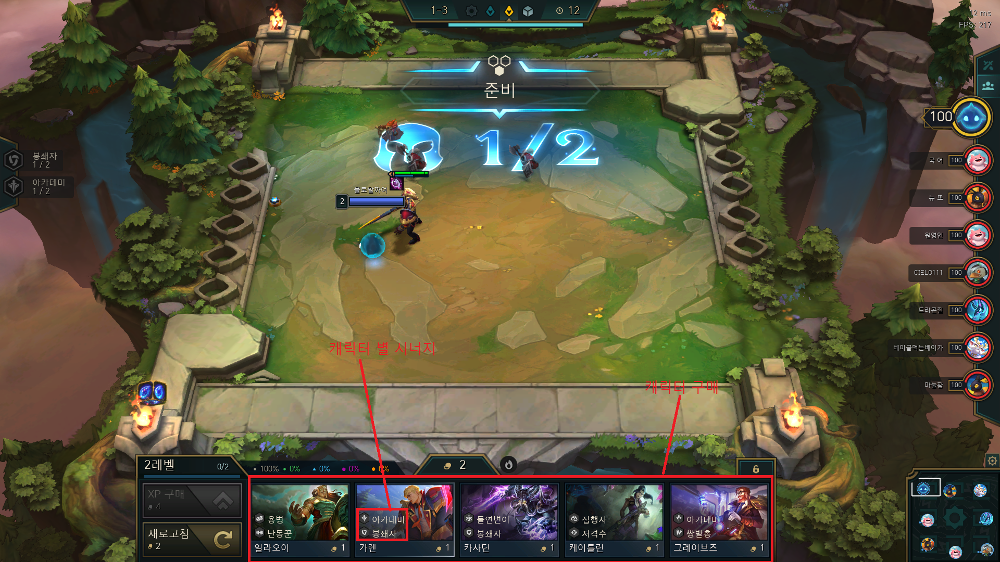 1-3
12
12 ms
FPS: 217
준비
1/2
100
봉쇄자
1 / 2
아카데미
1 / 2
국 어
100
뉴 또
100
원영인
100
CIELO111
100
드리곤질
100
베이글먹는베이가
100
마눌팜
100
몰로할까여
2
캐릭터 별 시너지
캐릭터 구매
2레벨
0/2
100%
0%
0%
0%
0%
2
6
XP 구매
4
새로고침
2
용병
난동꾼
일라오이
1
아카데미
봉쇄자
가렌
1
돌연변이
봉쇄자
카사딘
1
집행자
저격수
케이틀린
1
아카데미
쌍발총
그레이브즈
1